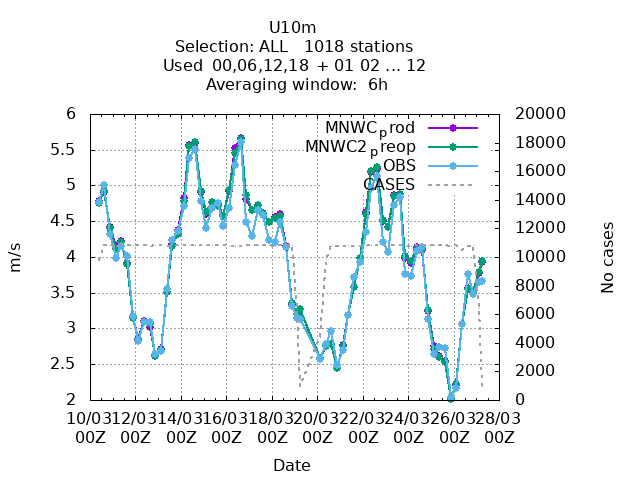 U10m
Selection: ALL   1018 stations
Used  00,06,12,18  + 01 02 ... 12
Averaging window:  6h
6 20000
MNWC_prod
18000
MNWC2_preop
5.5
OBS 16000
5 CASES
14000
4.5 12000
4 10000
3.5 8000
6000
3 4000
2.5 2000
2 0
10/03 12/03 14/03 16/03 18/03 20/03 22/03 24/03 26/03 28/03
00Z 00Z 00Z 00Z 00Z 00Z 00Z 00Z 00Z 00Z
Date
m/s
No cases